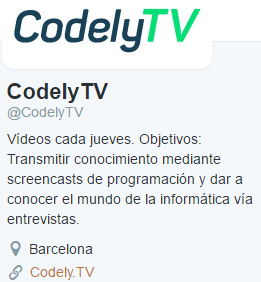 CodelyTV
CodelyTV
@CodelyTV
Vídeos cada jueves. Objetivos:
Transmitir conocimiento mediante
screencasts de programación y dar a
conocer el mundo de la informática vía
entrevistas.
Barcelona
Codely.TV